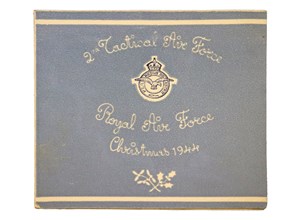 2nd Tactical Air Force
Royal Air Force
Christmas 1944